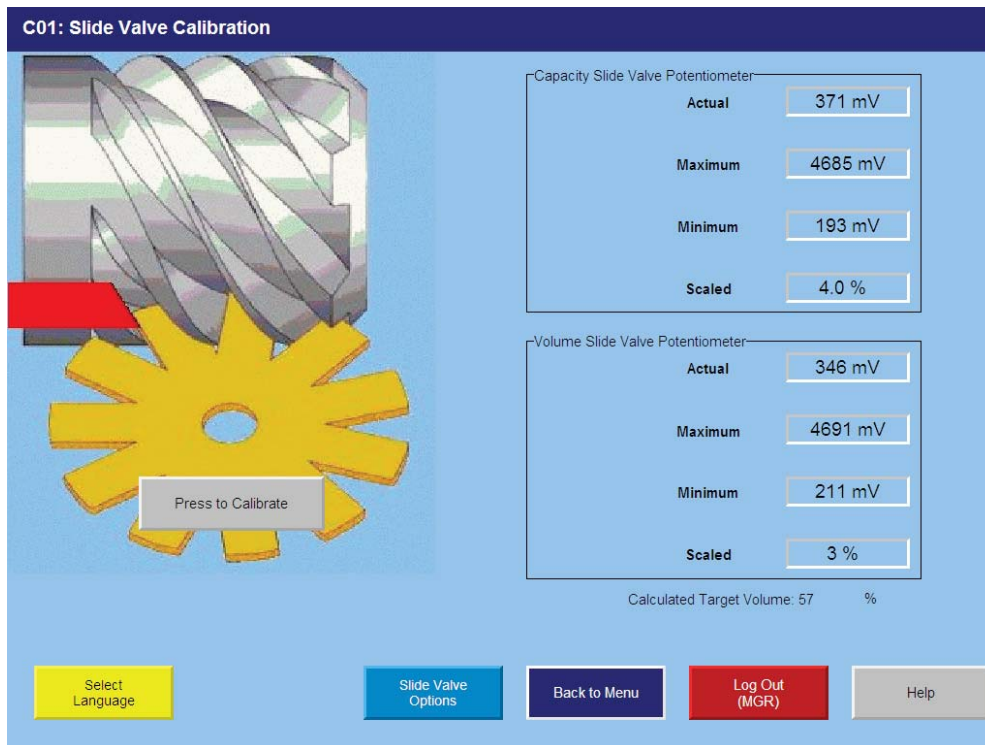 C01: Slide Valve Calibration
Capacity Slide Valve Potentiometer
Actual 371 mV
Maximum 4685 mV
Minimum 193 mV
Scaled 4.0 %
Volume Slide Valve Potentiometer
Actual 346 mV
Maximum 4691 mV
Minimum 211 mV
Scaled 3 %
Calculated Target Volume: 57 %
Press to Calibrate
Select
Language
Slide Valve
Options
Back to Menu
Log Out
(MGR)
Help